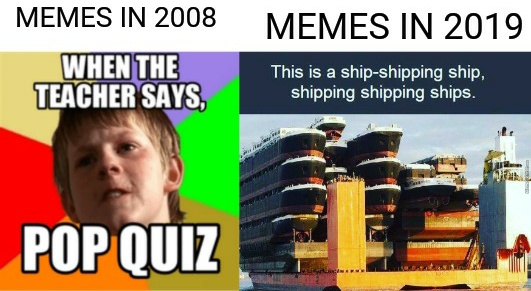 MEMES IN 2008
MEMES IN 2019
WHEN THE
TEACHER SAYS,
POP QUIZ
This is a ship-shipping ship,
shipping shipping ships.